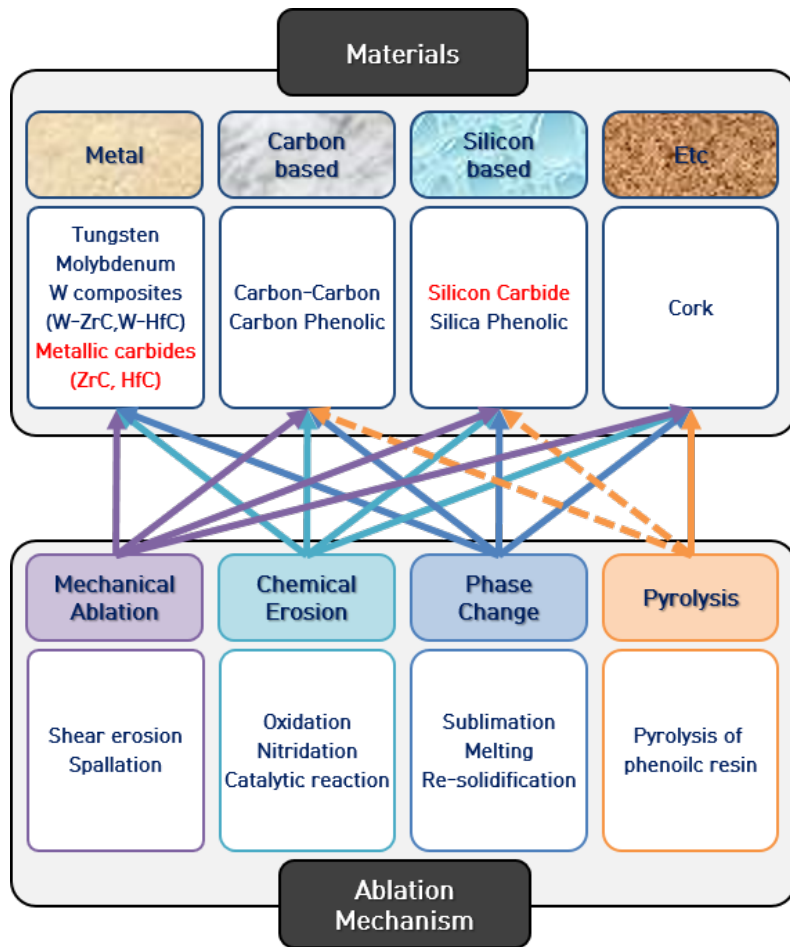 Materials
Metal
Carbon
based
Silicon
based
Etc
Tungsten
Molybdenum
W composites
(W-ZrC,W-HfC)
Metallic carbides
(ZrC, HfC)
Carbon-Carbon
Carbon Phenolic
Silicon Carbide
Silica Phenolic
Cork
Mechanical
Ablation
Chemical
Erosion
Phase
Change
Pyrolysis
Shear erosion
Spallation
Oxidation
Nitridation
Catalytic reaction
Sublimation
Melting
Re-solidification
Pyrolysis of
phenoilc resin
Ablation
Mechanism